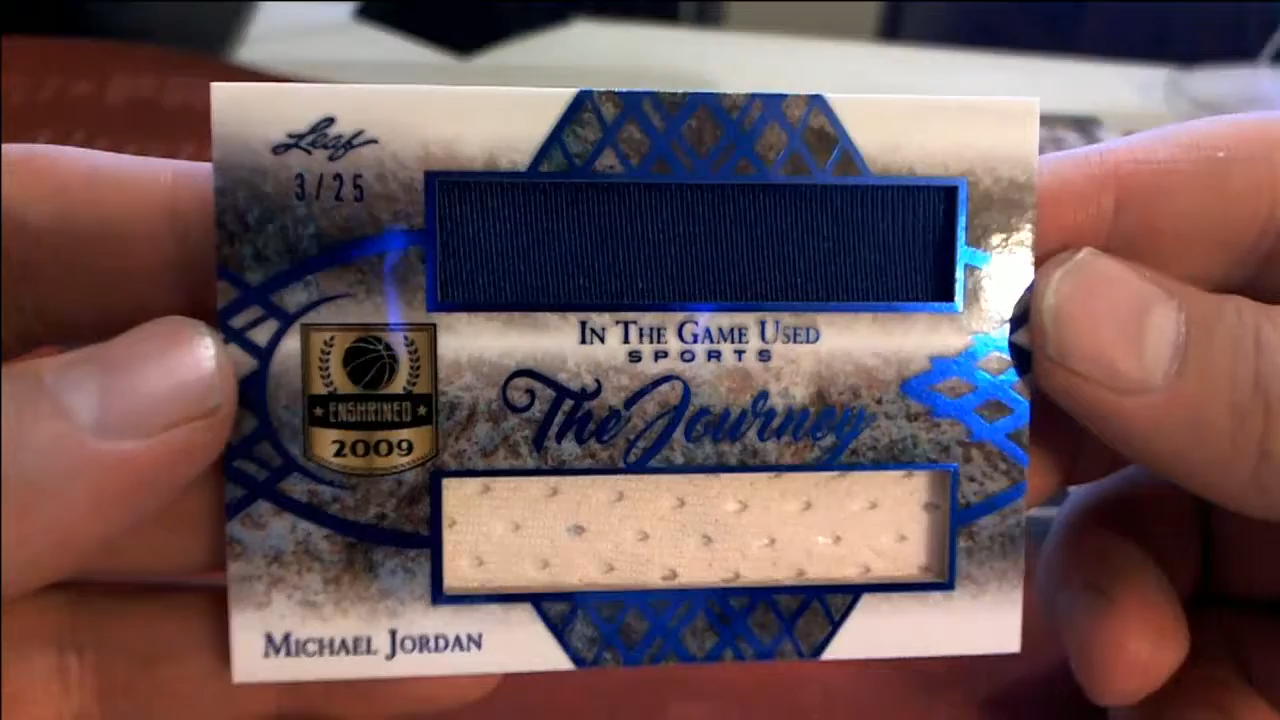 Leaf
3/25
IN THE GAME USED
SPORTS
The Journey
ENSHRINED
2009
MICHAEL JORDAN